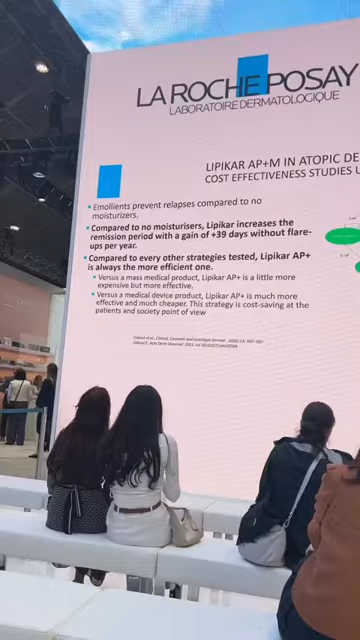 LA ROCHE POSAY
LABORATOIRE DERMATOLOGIQUE
LIPIKAR AP+M IN ATOPIC DE
COST EFFECTIVENESS STUDIES U
Emollients prevent relapses compared to no
moisturizers.
Compared to no moisturisers, Lipikar increases the
remission period with a gain of +39 days without flare-
ups per year.
Compared to every other strategies tested, Lipikar AP+
is always the more efficient one.
Versus a mass medical product, Lipikar AP+ is a little more
expensive but more effective.
Versus a medical device product, Lipikar AP+ is much more
effective and much cheaper. This strategy is cost-saving at the
patients and society point of view